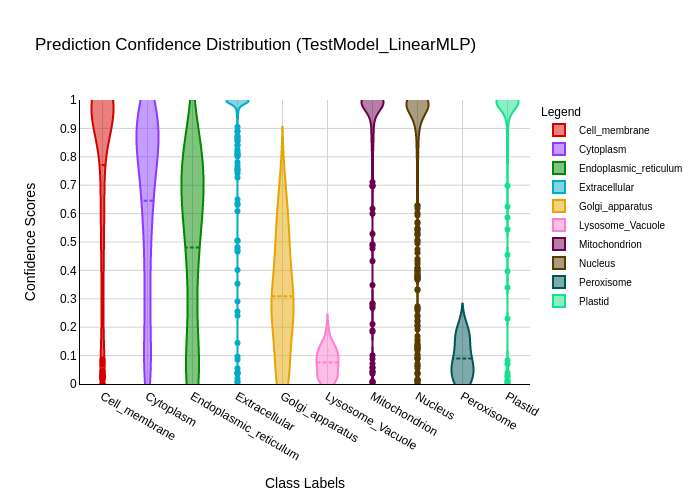 Prediction Confidence Distribution (TestModel_LinearMLP)
Legend
Cell_membrane
Cytoplasm
Endoplasmic_reticulum
Extracellular
Golgi_apparatus
Lysosome_Vacuole
Mitochondrion
Nucleus
Peroxisome
Plastid
Confidence Scores
1
0.9
0.8
0.7
0.6
0.5
0.4
0.3
0.2
0.1
0
Cell_membrane
Cytoplasm
Endoplasmic_reticulum
Extracellular
Golgi_apparatus
Lysosome_Vacuole
Mitochondrion
Nucleus
Peroxisome
Plastid
Class Labels